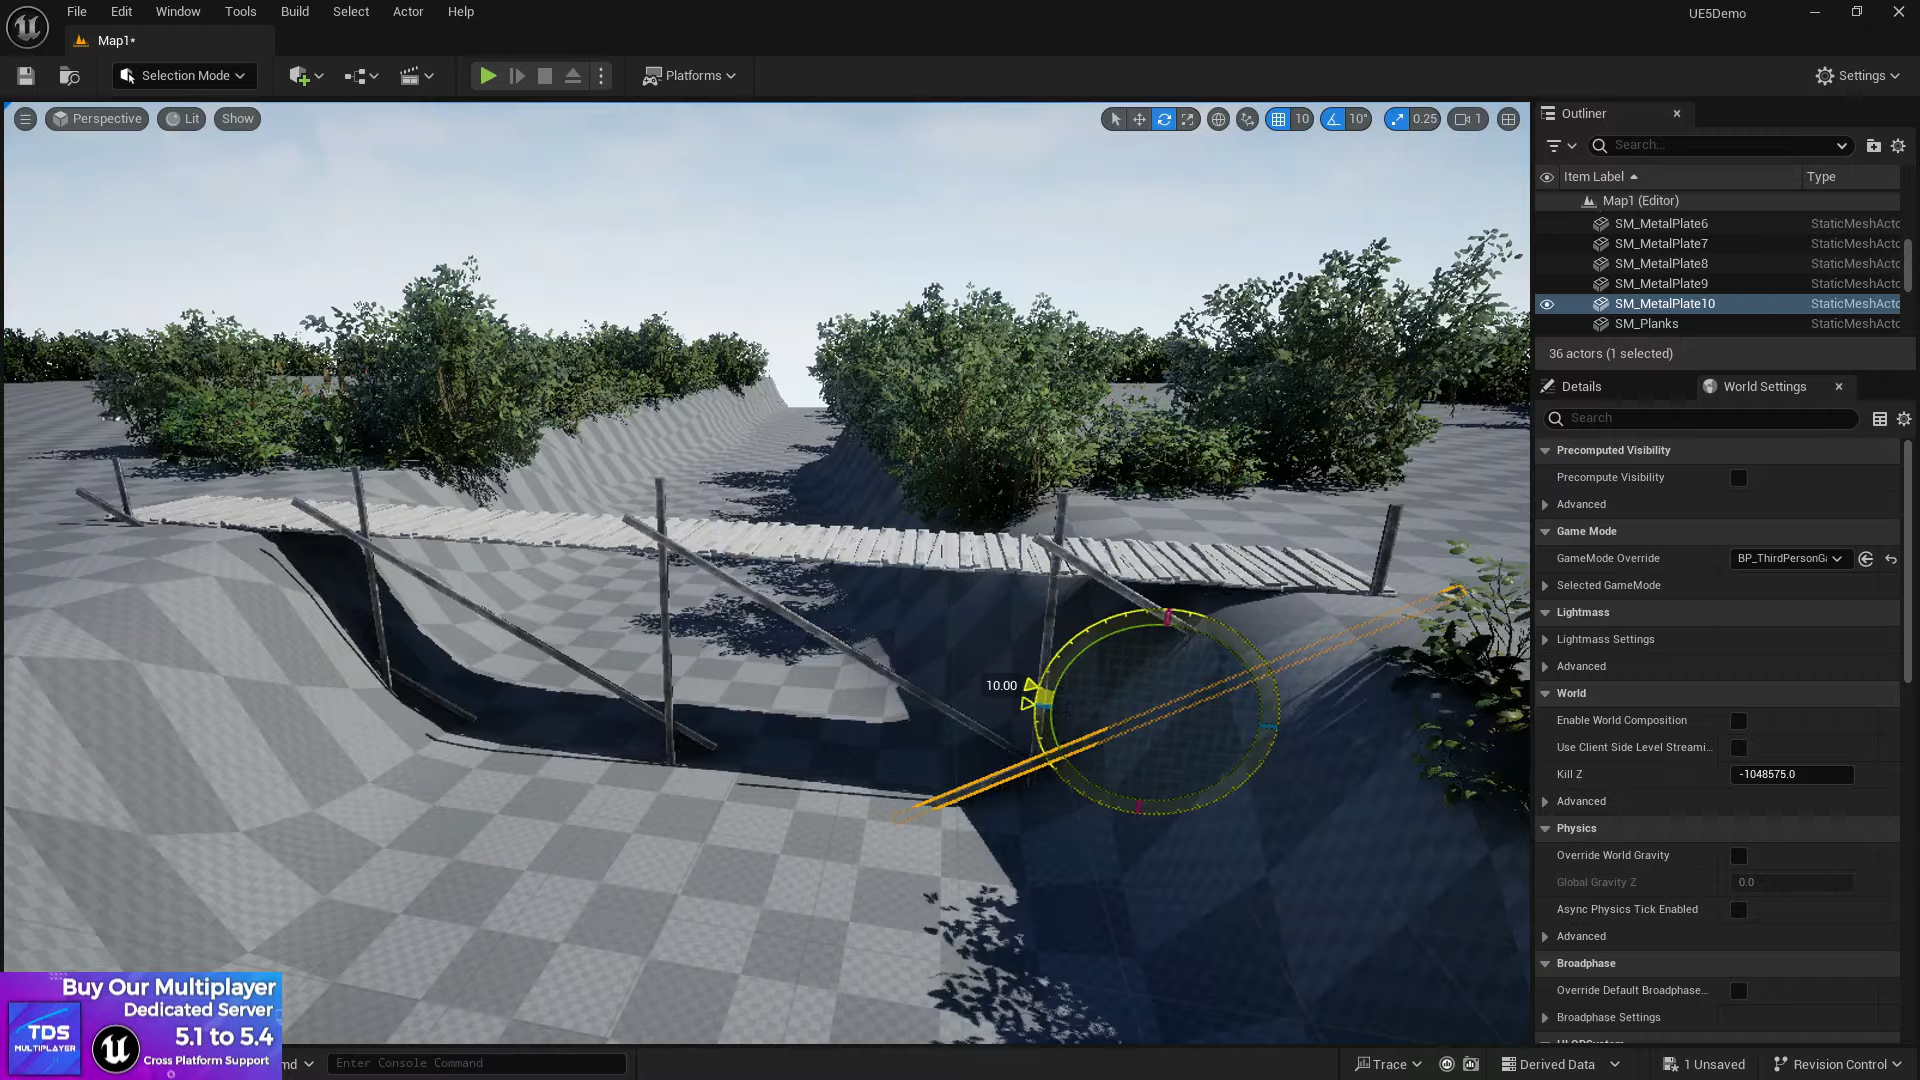 File Edit Window Tools Build Select Actor Help
UE5Demo
Map1*
Selection Mode
Platforms
Settings
Perspective
Lit
Show
10
10°
0.25
1
Outliner
Search...
Item Label
Type
Map1 (Editor)
SM_MetalPlate6 StaticMeshActo
SM_MetalPlate7 StaticMeshActo
SM_MetalPlate8 StaticMeshActo
SM_MetalPlate9 StaticMeshActo
SM_MetalPlate10 StaticMeshActo
SM_Planks StaticMeshActo
36 actors (1 selected)
Details
World Settings
Search
Precomputed Visibility
Precompute Visibility
Advanced
Game Mode
GameMode Override BP_ThirdPersonGa
Selected GameMode
Lightmass
Lightmass Settings
Advanced
World
Enable World Composition
Use Client Side Level Streami...
Kill Z -1048575.0
Advanced
Physics
Override World Gravity
Global Gravity Z 0.0
Async Physics Tick Enabled
Advanced
Broadphase
Override Default Broadphase...
Broadphase Settings
10.00
Buy Our Multiplayer
Dedicated Server
5.1 to 5.4
Cross Platform Support
TDS
MULTIPLAYER
md
Enter Console Command
Trace
Derived Data
1 Unsaved
Revision Control